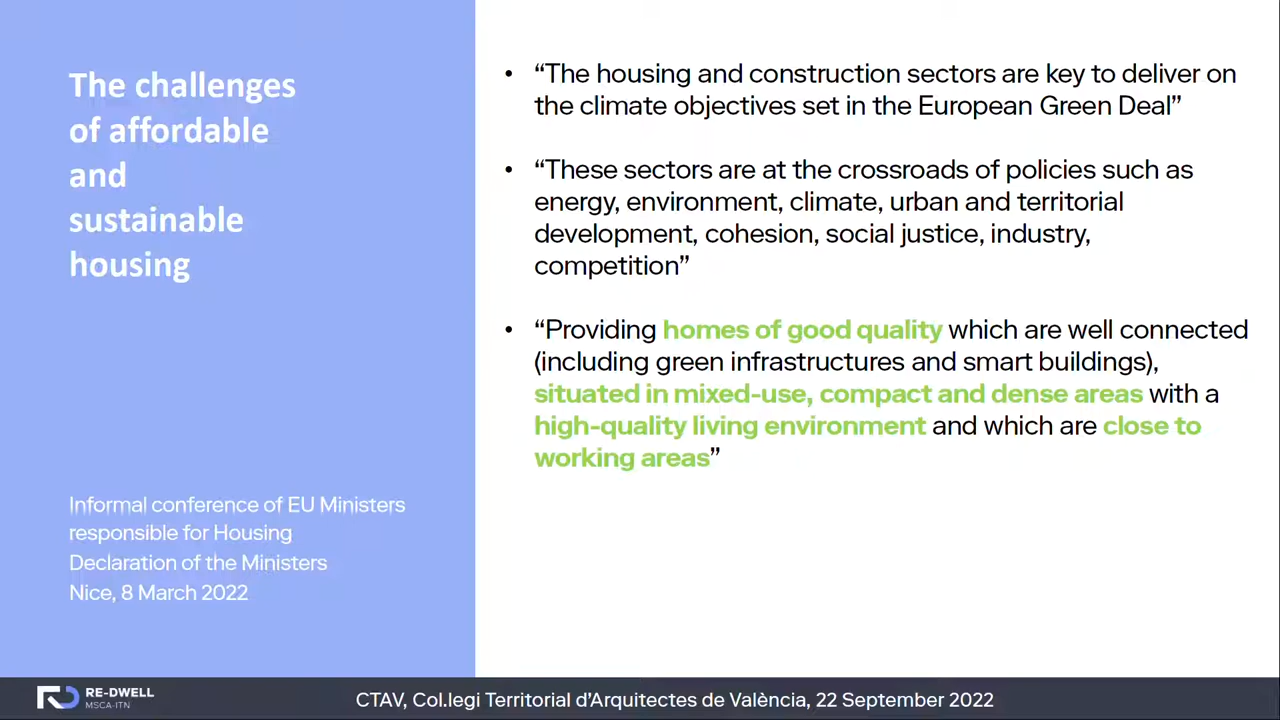 The challenges
of affordable
and
sustainable
housing
Informal conference of EU Ministers
responsible for Housing
Declaration of the Ministers
Nice, 8 March 2022
• “The housing and construction sectors are key to deliver on
the climate objectives set in the European Green Deal”
• “These sectors are at the crossroads of policies such as
energy, environment, climate, urban and territorial
development, cohesion, social justice, industry,
competition”
• “Providing homes of good quality which are well connected
(including green infrastructures and smart buildings),
situated in mixed-use, compact and dense areas with a
high-quality living environment and which are close to
working areas”
RE-DWELL
MSCA-ITN
CTAV, Col.legi Territorial d’Arquitectes de València, 22 September 2022